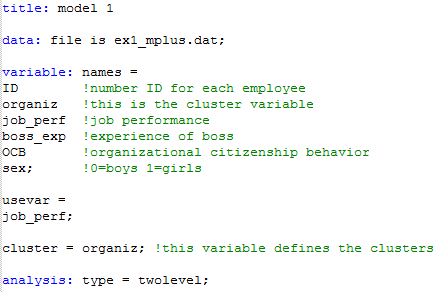 title: model 1
data: file is ex1_mplus.dat;
variable: names =
ID !number ID for each employee
organiz !this is the cluster variable
job_perf !job performance
boss_exp !experience of boss
OCB !organizational citizenship behavior
sex; !0=boys 1=girls
usevar =
job_perf;
cluster = organiz; !this variable defines the clusters
analysis: type = twolevel;